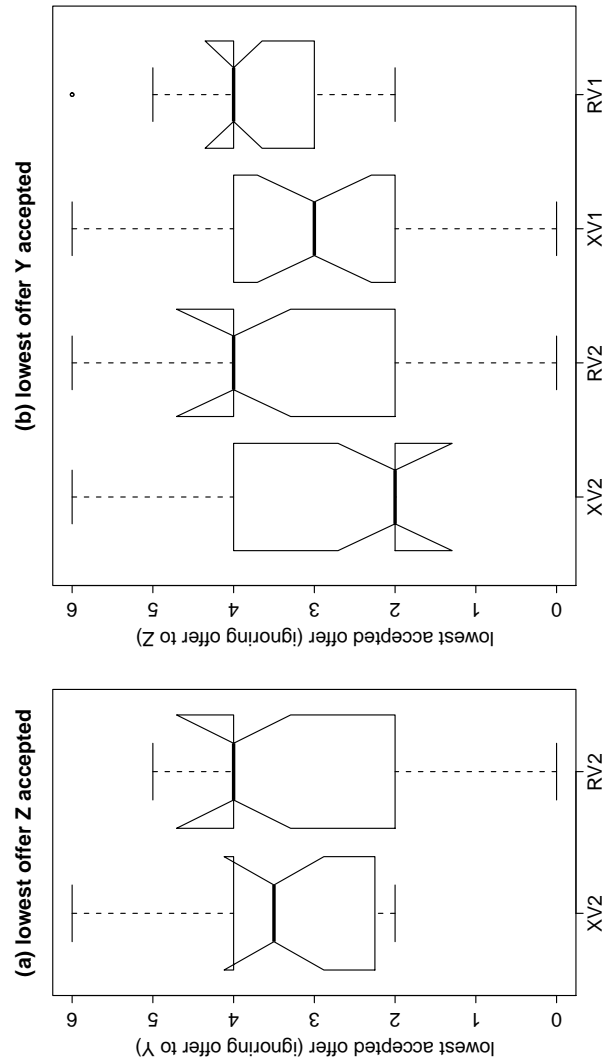 (a) lowest offer Z accepted
lowest accepted offer (ignoring offer to Y)
6
5
4
3
2
1
0
XV2
RV2
(b) lowest offer Y accepted
lowest accepted offer (ignoring offer to Z)
6
5
4
3
2
1
0
XV2
RV2
XV1
RV1